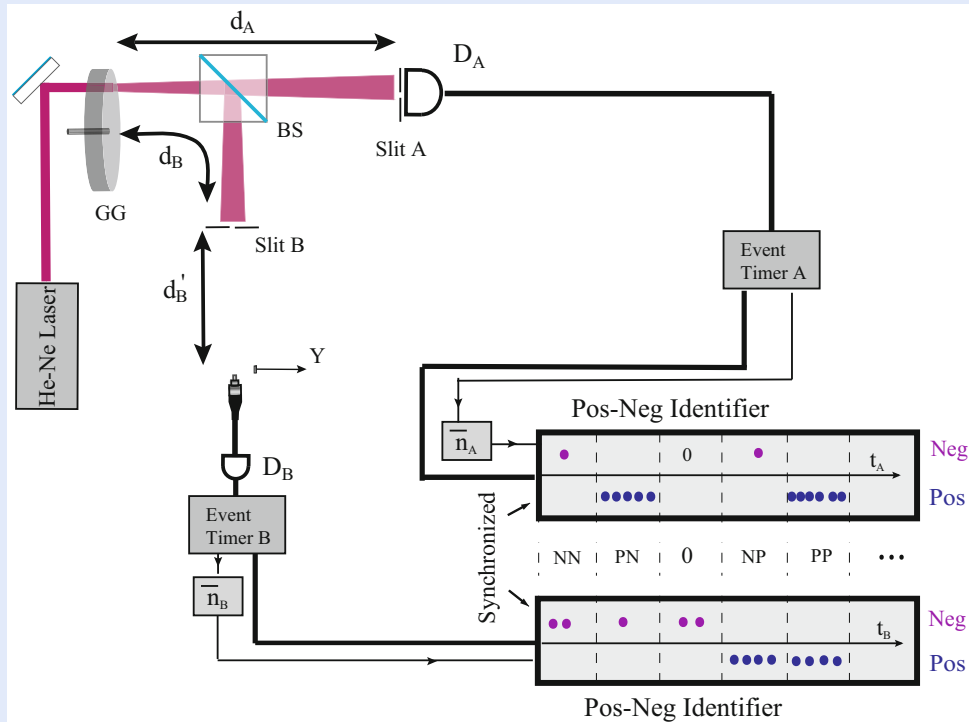 d_A
D_A
BS
Slit A
d_B
GG
Slit B
d_B'
He-Ne Laser
Y
D_B
Event
Timer A
Event
Timer B
n̅_A
n̅_B
Pos-Neg Identifier
Neg
0
t_A
Pos
Synchronized
NN
PN
0
NP
PP
•••
Neg
t_B
Pos
Pos-Neg Identifier